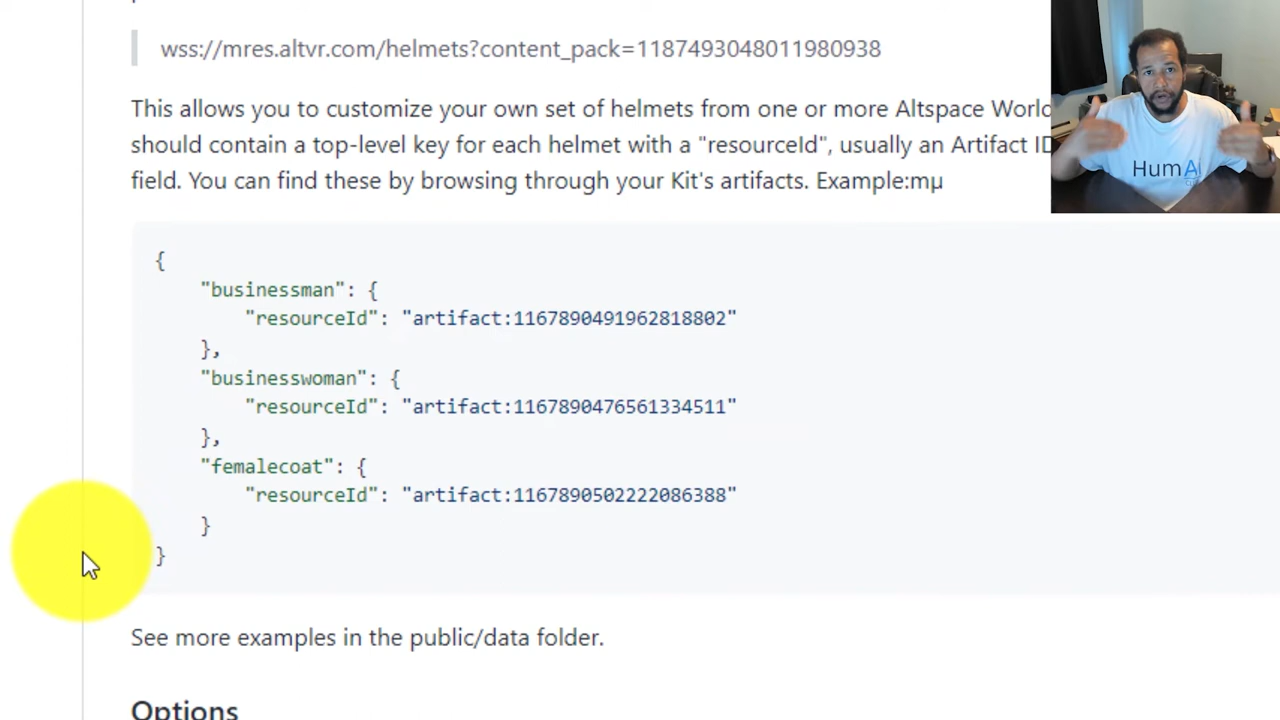 wss://mres.altvr.com/helmets?content_pack=1187493048011980938
This allows you to customize your own set of helmets from one or more Altspace World
should contain a top-level key for each helmet with a "resourceId", usually an Artifact ID
field. You can find these by browsing through your Kit's artifacts. Example:mμ
{
"businessman": {
"resourceId": "artifact:1167890491962818802"
},
"businesswoman": {
"resourceId": "artifact:1167890476561334511"
},
"femalecoat": {
"resourceId": "artifact:1167890502222086388"
}
}
See more examples in the public/data folder.
Options
HumAI